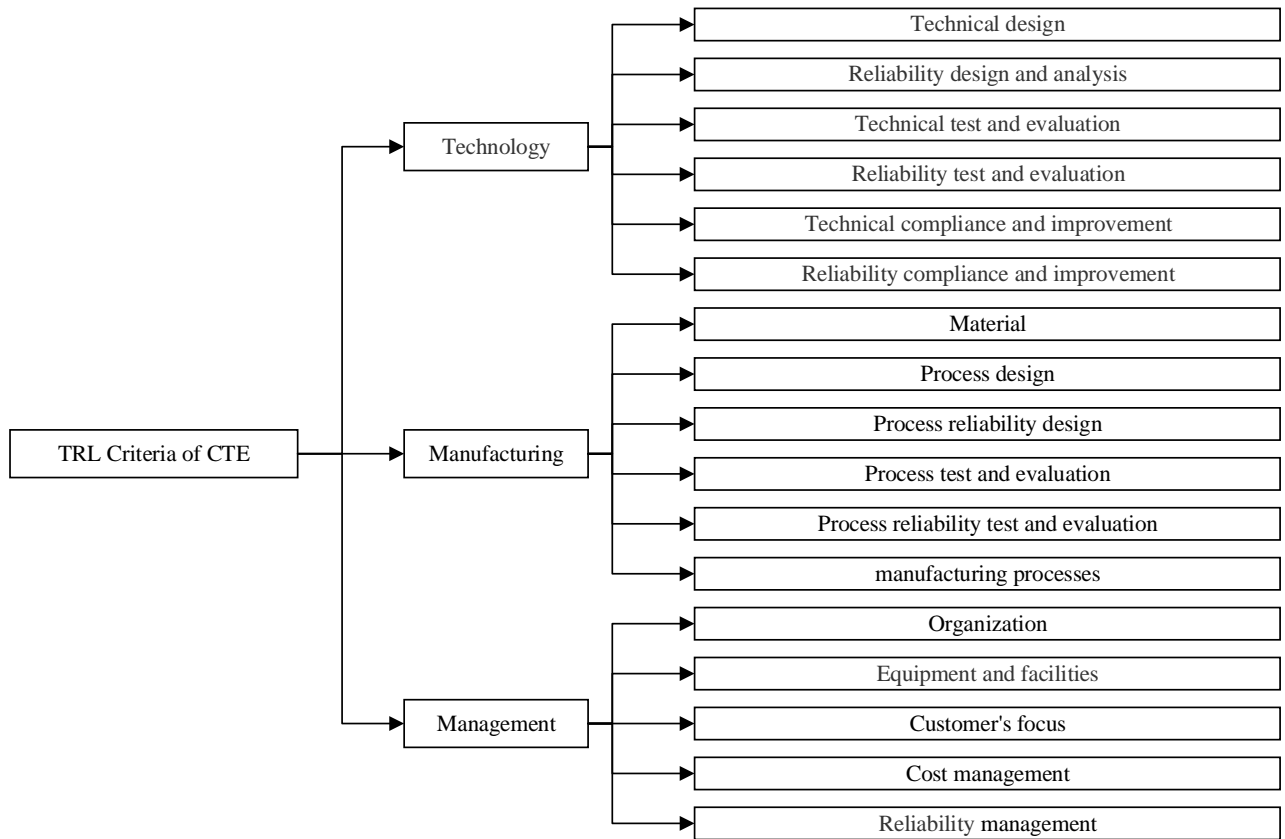 Technical design
Reliability design and analysis
Technical test and evaluation
Technology
Reliability test and evaluation
Technical compliance and improvement
Reliability compliance and improvement
Material
Process design
Process reliability design
TRL Criteria of CTE
Manufacturing
Process test and evaluation
Process reliability test and evaluation
manufacturing processes
Organization
Equipment and facilities
Management
Customer's focus
Cost management
Reliability management